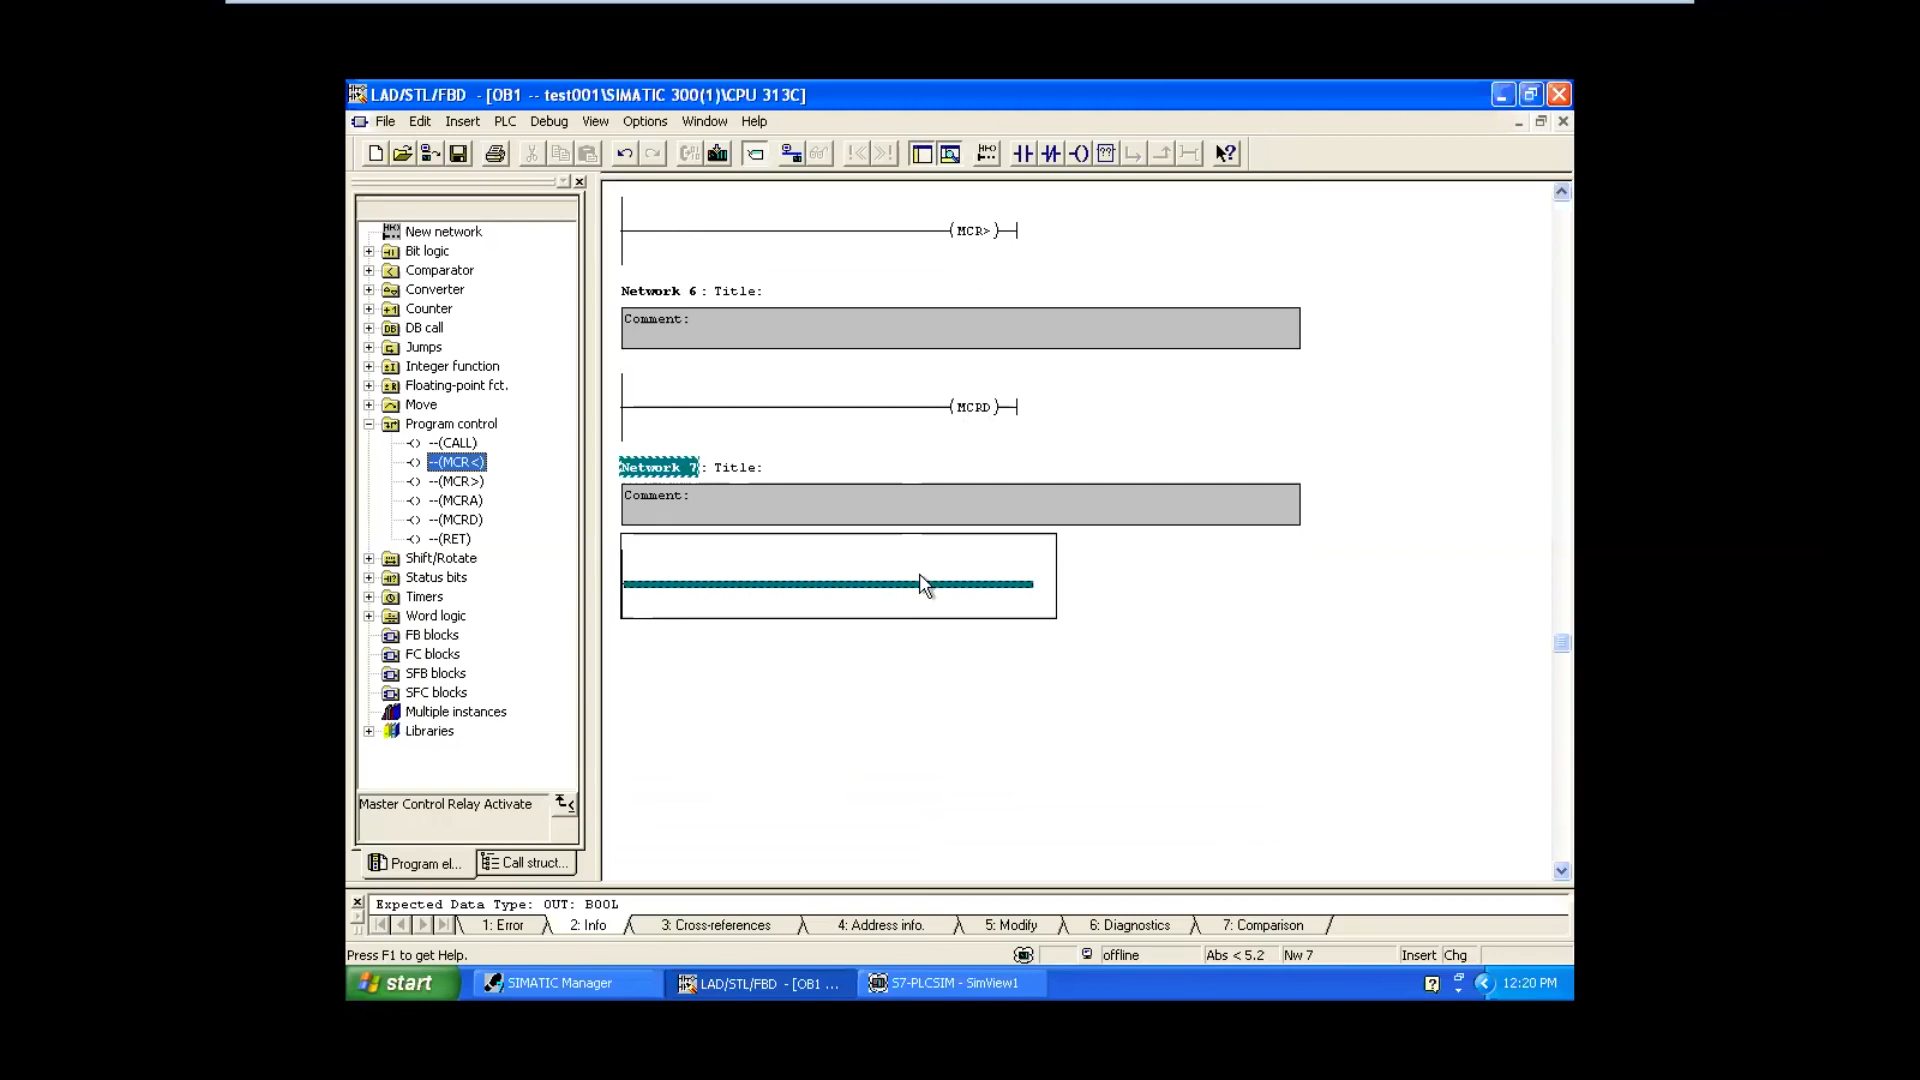 LAD/STL/FBD - [OB1 -- test001\SIMATIC 300(1)\CPU 313C]
File Edit Insert PLC Debug View Options Window Help
New network
Bit logic
Comparator
Converter
Counter
DB call
Jumps
Integer function
Floating-point fct.
Move
Program control
--(CALL)
--(MCR<)
--(MCR>)
--(MCRA)
--(MCRD)
--(RET)
Shift/Rotate
Status bits
Timers
Word logic
FB blocks
FC blocks
SFB blocks
SFC blocks
Multiple instances
Libraries
Master Control Relay Activate
Program el... Call struct...
(MCR>)
Network 6 : Title:
Comment:
(MCRD)
Network 7 : Title:
Comment:
Expected Data Type: OUT: BOOL
1: Error 2: Info 3: Cross-references 4: Address info. 5: Modify 6: Diagnostics 7: Comparison
Press F1 to get Help. offline Abs < 5.2 Nw 7 Insert Chg
start SIMATIC Manager LAD/STL/FBD - [OB1 ... S7-PLCSIM - SimView1 12:20 PM